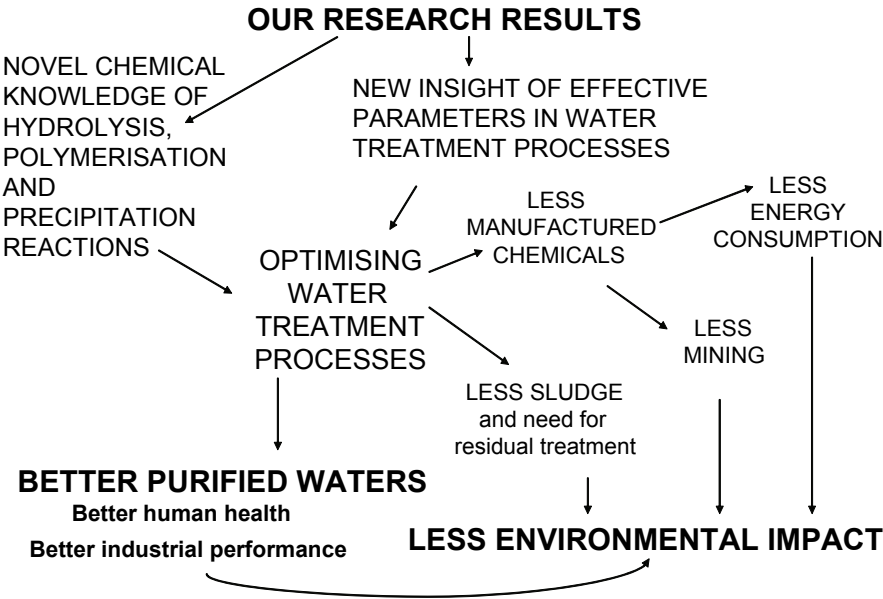 OUR RESEARCH RESULTS
NOVEL CHEMICAL
KNOWLEDGE OF
HYDROLYSIS,
POLYMERISATION
AND
PRECIPITATION
REACTIONS
NEW INSIGHT OF EFFECTIVE
PARAMETERS IN WATER
TREATMENT PROCESSES
OPTIMISING
WATER
TREATMENT
PROCESSES
LESS
MANUFACTURED
CHEMICALS
LESS
ENERGY
CONSUMPTION
LESS
MINING
LESS SLUDGE
and need for
residual treatment
BETTER PURIFIED WATERS
Better human health
Better industrial performance
LESS ENVIRONMENTAL IMPACT